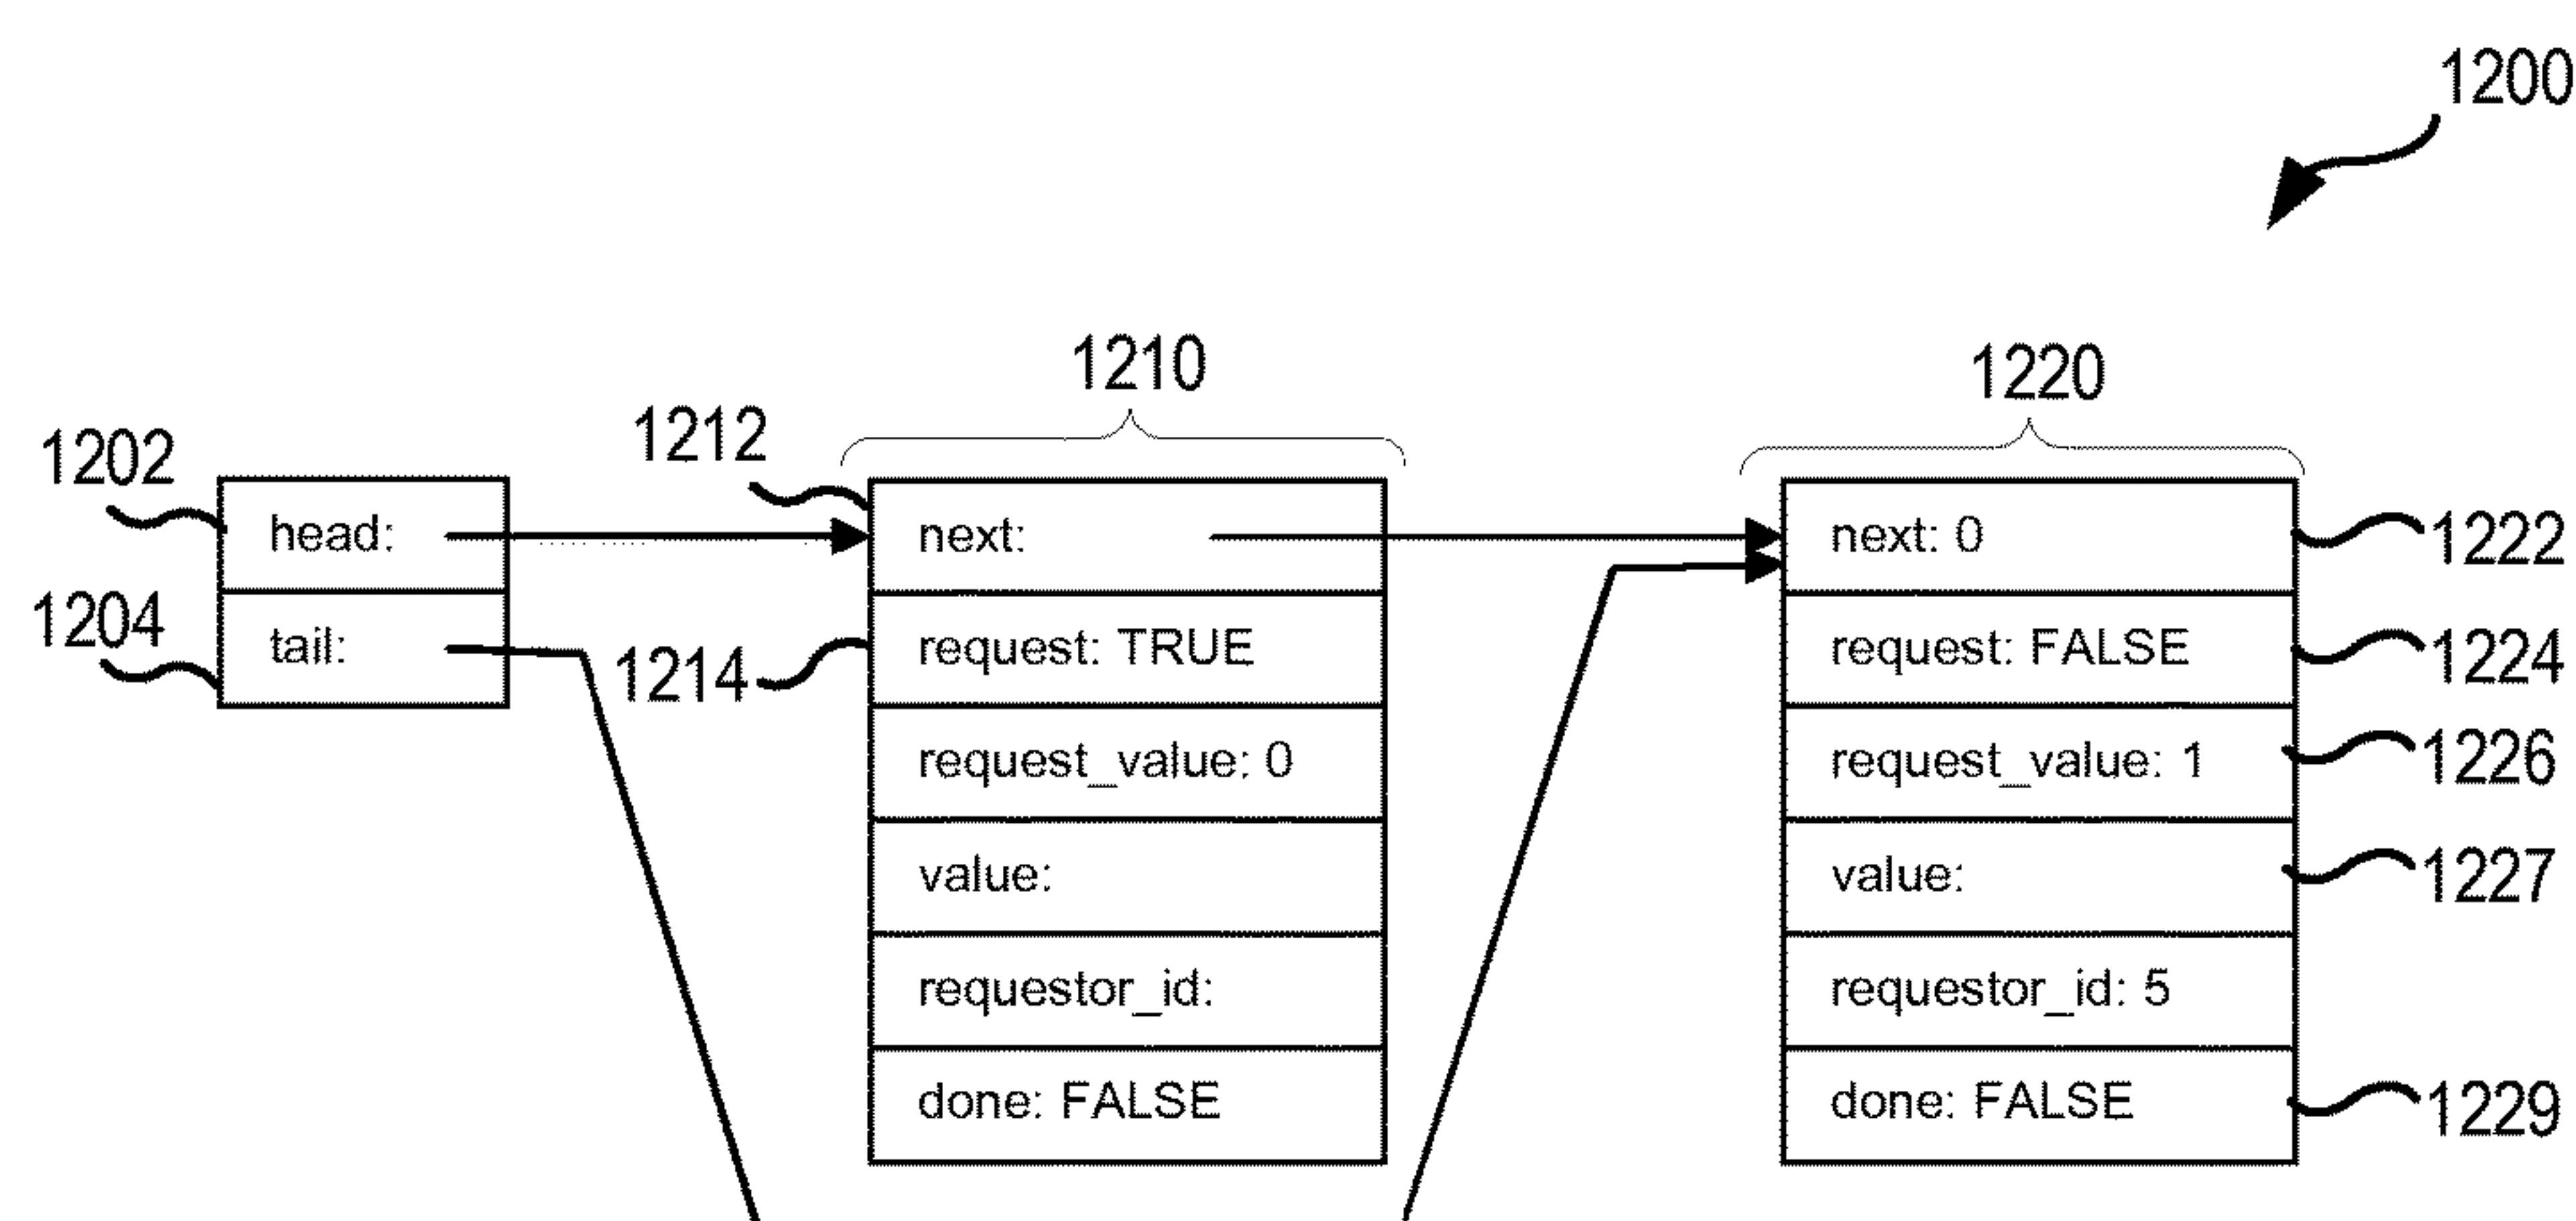 1200
1210
1220
1212
1202
head:
next:
next: 0
1222
1204
tail:
1214
request: TRUE
request: FALSE
1224
request_value: 0
request_value: 1
1226
value:
value:
1227
requestor_id:
requestor_id: 5
done: FALSE
done: FALSE
1229